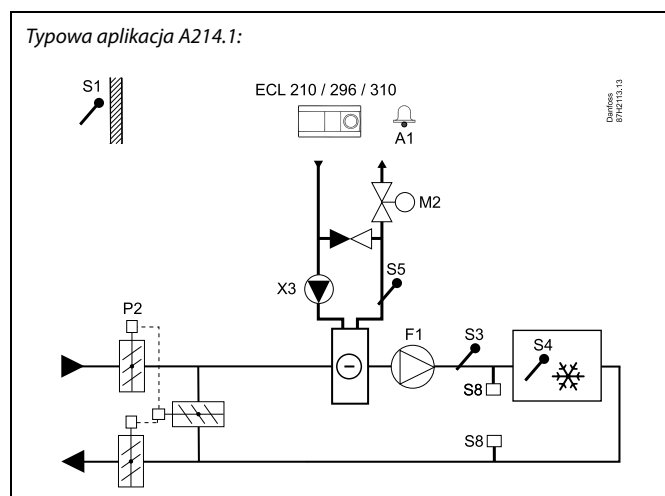 Typowa aplikacja A214.1:
S1
ECL 210 / 296 / 310
A1
Danfoss
87H2113.13
M2
S5
X3
P2
F1
S3
S4
S8
S8